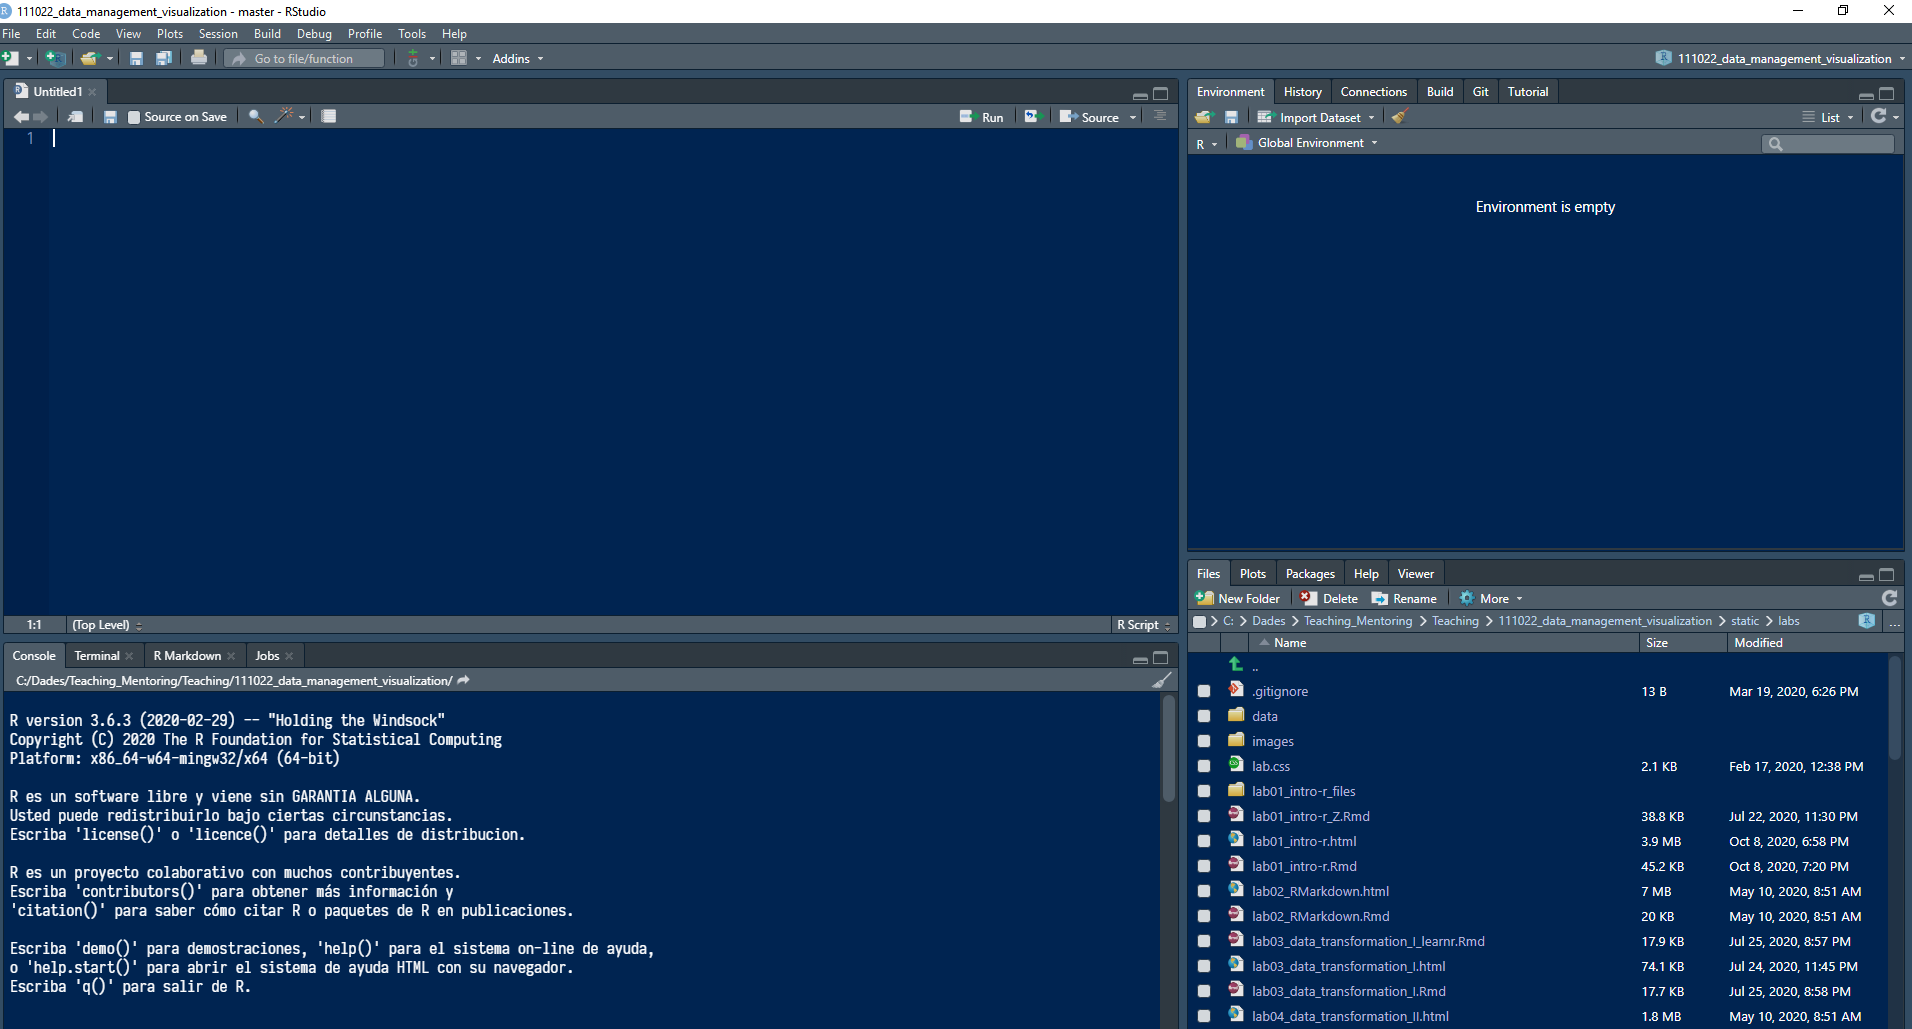 111022_data_management_visualization - master - RStudio
File Edit Code View Plots Session Build Debug Profile Tools Help
Go to file/function Addins 111022_data_management_visualization
Untitled1
Source on Save Run Source
1
1:1 (Top Level) R Script
Console Terminal R Markdown Jobs
C:/Dades/Teaching_Mentoring/Teaching/111022_data_management_visualization/
R version 3.6.3 (2020-02-29) -- "Holding the Windsock"
Copyright (C) 2020 The R Foundation for Statistical Computing
Platform: x86_64-w64-mingw32/x64 (64-bit)
R es un software libre y viene sin GARANTIA ALGUNA.
Usted puede redistribuirlo bajo ciertas circunstancias.
Escriba 'license()' o 'licence()' para detalles de distribucion.
R es un proyecto colaborativo con muchos contribuyentes.
Escriba 'contributors()' para obtener más información y
'citation()' para saber cómo citar R o paquetes de R en publicaciones.
Escriba 'demo()' para demostraciones, 'help()' para el sistema on-line de ayuda,
o 'help.start()' para abrir el sistema de ayuda HTML con su navegador.
Escriba 'q()' para salir de R.
Environment History Connections Build Git Tutorial
Import Dataset List
R Global Environment
Environment is empty
Files Plots Packages Help Viewer
New Folder Delete Rename More
C: > Dades > Teaching_Mentoring > Teaching > 111022_data_management_visualization > static > labs ...
Name Size Modified
..
.gitignore 13 B Mar 19, 2020, 6:26 PM
data
images
lab.css 2.1 KB Feb 17, 2020, 12:38 PM
lab01_intro-r_files
lab01_intro-r_Z.Rmd 38.8 KB Jul 22, 2020, 11:30 PM
lab01_intro-r.html 3.9 MB Oct 8, 2020, 6:58 PM
lab01_intro-r.Rmd 45.2 KB Oct 8, 2020, 7:20 PM
lab02_RMarkdown.html 7 MB May 10, 2020, 8:51 AM
lab02_RMarkdown.Rmd 20 KB May 10, 2020, 8:51 AM
lab03_data_transformation_I_learnr.Rmd 17.9 KB Jul 25, 2020, 8:57 PM
lab03_data_transformation_I.html 74.1 KB Jul 24, 2020, 11:45 PM
lab03_data_transformation_I.Rmd 17.7 KB Jul 25, 2020, 8:58 PM
lab04_data_transformation_II.html 1.8 MB May 10, 2020, 8:51 AM